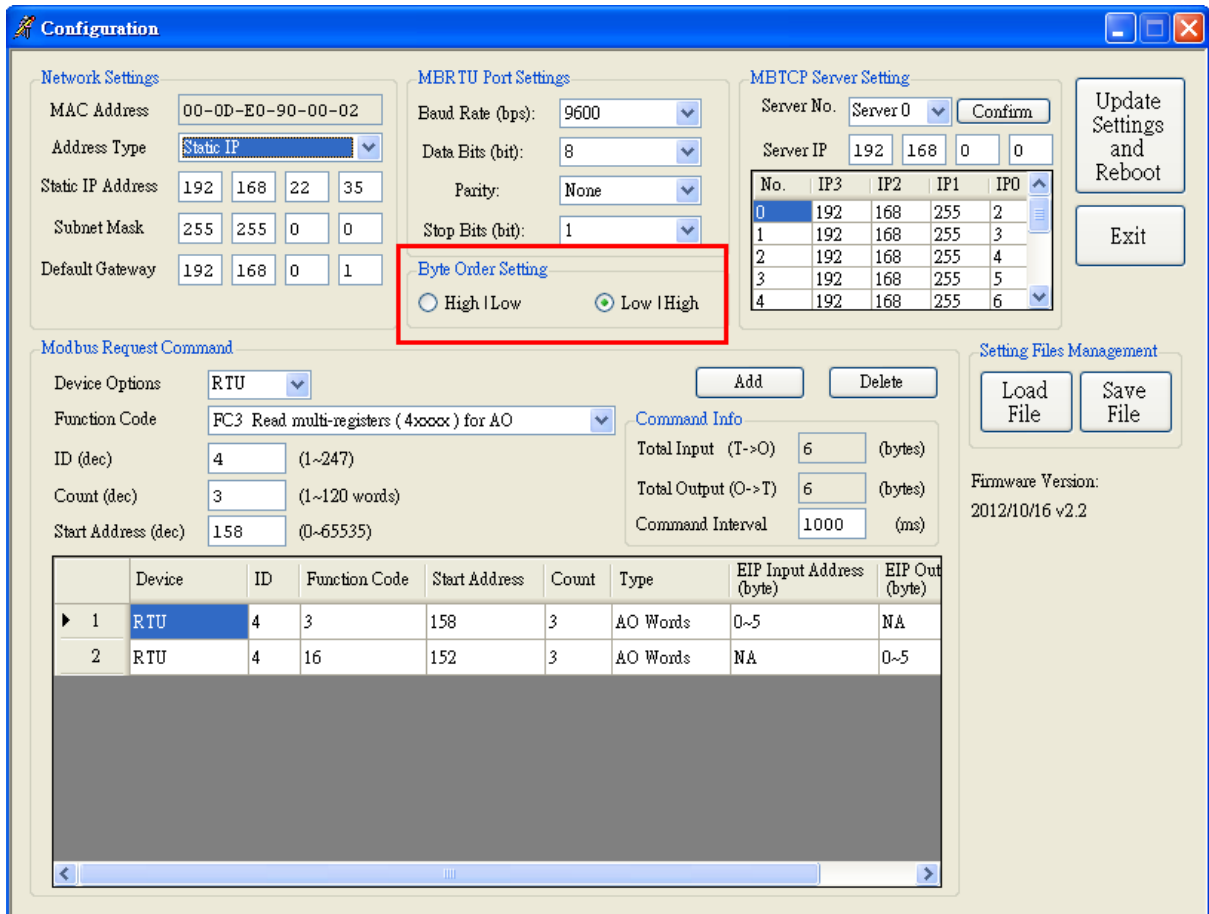 Configuration
Network Settings
MAC Address 00-0D-E0-90-00-02
Address Type Static IP
Static IP Address 192 168 22 35
Subnet Mask 255 255 0 0
Default Gateway 192 168 0 1
MBRTU Port Settings
Baud Rate (bps): 9600
Data Bits (bit): 8
Parity: None
Stop Bits (bit): 1
Byte Order Setting
High | Low Low | High
MBTCP Server Setting
Server No. Server 0 Confirm
Server IP 192 168 0 0
No. IP3 IP2 IP1 IP0
0 192 168 255 2
1 192 168 255 3
2 192 168 255 4
3 192 168 255 5
4 192 168 255 6
Update
Settings
and
Reboot
Exit
Modbus Request Command
Device Options RTU Add Delete
Function Code FC3 Read multi-registers ( 4xxxx ) for AO
ID (dec) 4 (1~247)
Count (dec) 3 (1~120 words)
Start Address (dec) 158 (0~65535)
Command Info
Total Input (T->O) 6 (bytes)
Total Output (O->T) 6 (bytes)
Command Interval 1000 (ms)
Setting Files Management
Load
File
Save
File
Firmware Version:
2012/10/16 v2.2
Device ID Function Code Start Address Count Type EIP Input Address (byte) EIP Out (byte)
1 RTU 4 3 158 3 AO Words 0~5 NA
2 RTU 4 16 152 3 AO Words NA 0~5